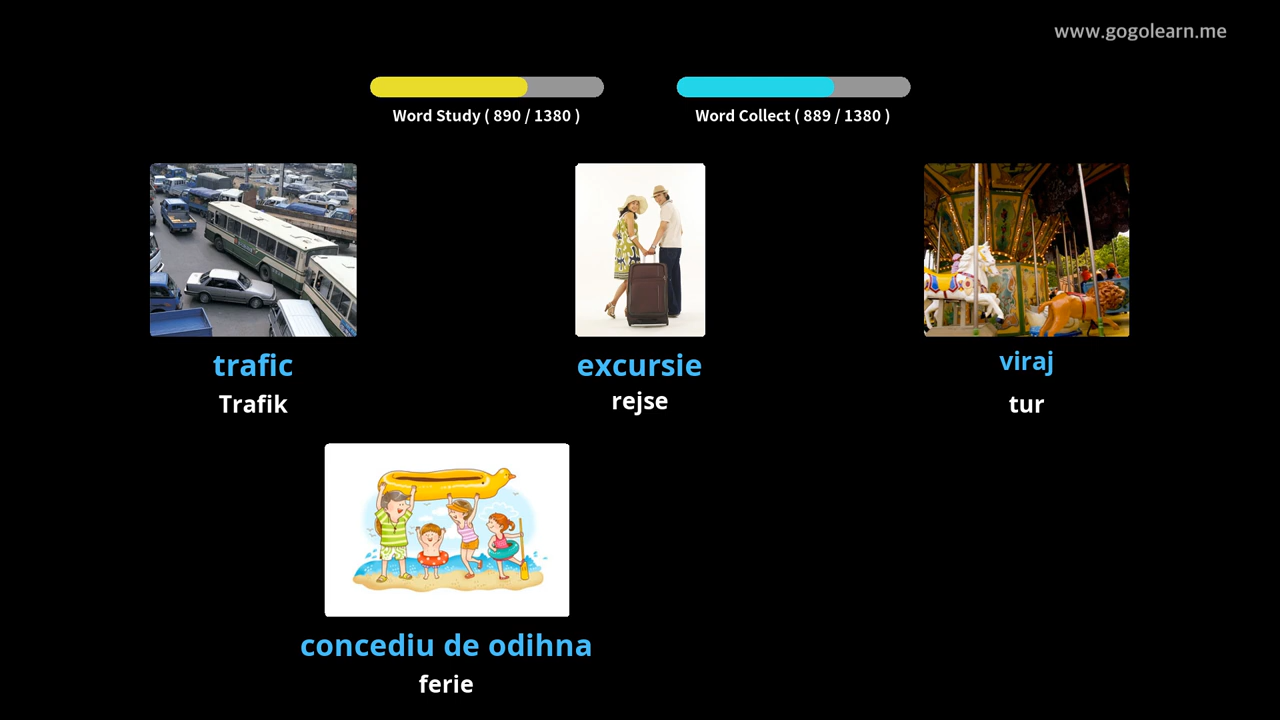 www.gogolearn.me
Word Study ( 890 / 1380 )
Word Collect ( 889 / 1380 )
trafic
Trafik
excursie
rejse
viraj
tur
concediu de odihna
ferie